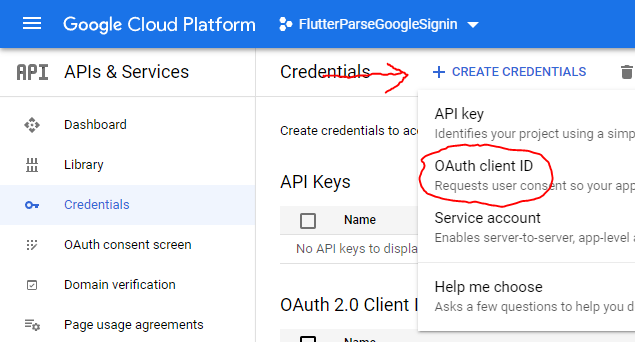 Google Cloud Platform
FlutterParseGoogleSignin
API
APIs & Services
Credentials
+ CREATE CREDENTIALS
Dashboard
Library
Credentials
OAuth consent screen
Domain verification
Page usage agreements
Create credentials to acc
API Keys
Name
No API keys to displa
OAuth 2.0 Client I
Name
API key
Identifies your project using a simp
OAuth client ID
Requests user consent so your app
Service account
Enables server-to-server, app-level a
Help me choose
Asks a few questions to help you d